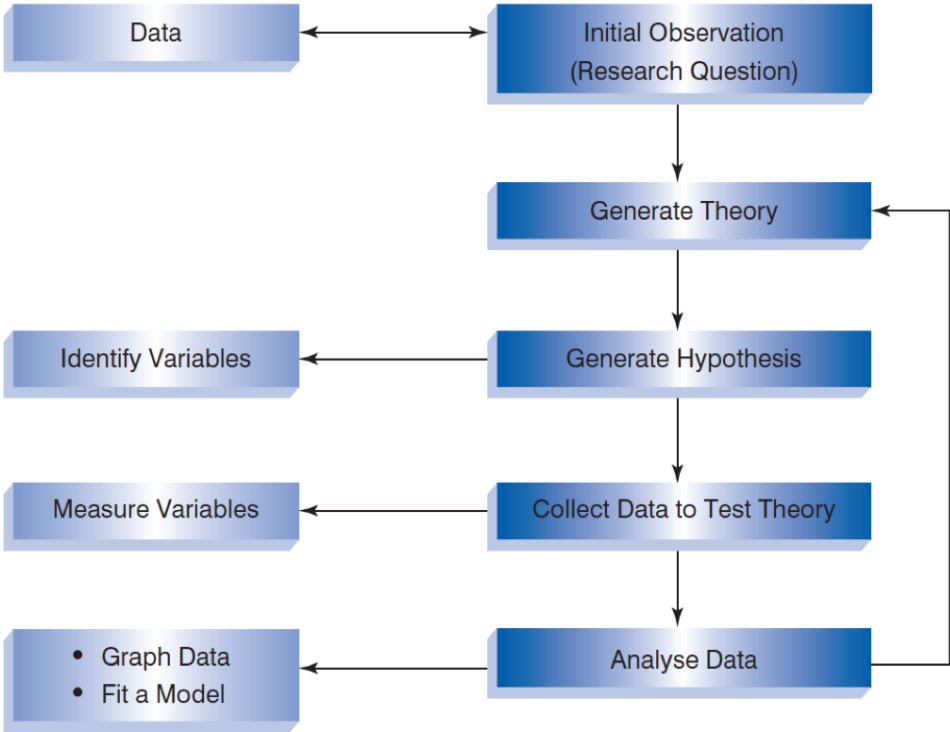 Data
Initial Observation
(Research Question)
Generate Theory
Identify Variables
Generate Hypothesis
Measure Variables
Collect Data to Test Theory
• Graph Data
• Fit a Model
Analyse Data